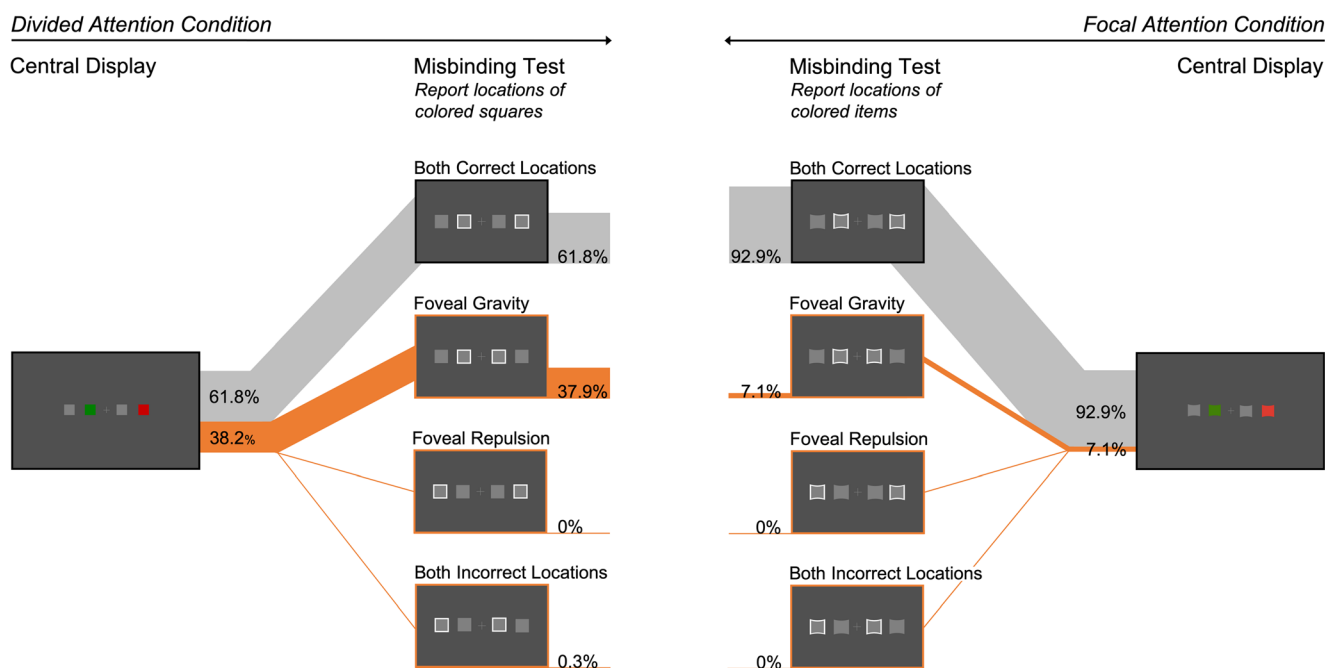 Divided Attention Condition
Focal Attention Condition
Central Display
Misbinding Test
Report locations of
colored squares
Misbinding Test
Report locations of
colored items
Central Display
Both Correct Locations
Both Correct Locations
61.8%
92.9%
Foveal Gravity
Foveal Gravity
61.8%
37.9%
7.1%
92.9%
38.2%
7.1%
Foveal Repulsion
Foveal Repulsion
0%
0%
Both Incorrect Locations
Both Incorrect Locations
0.3%
0%